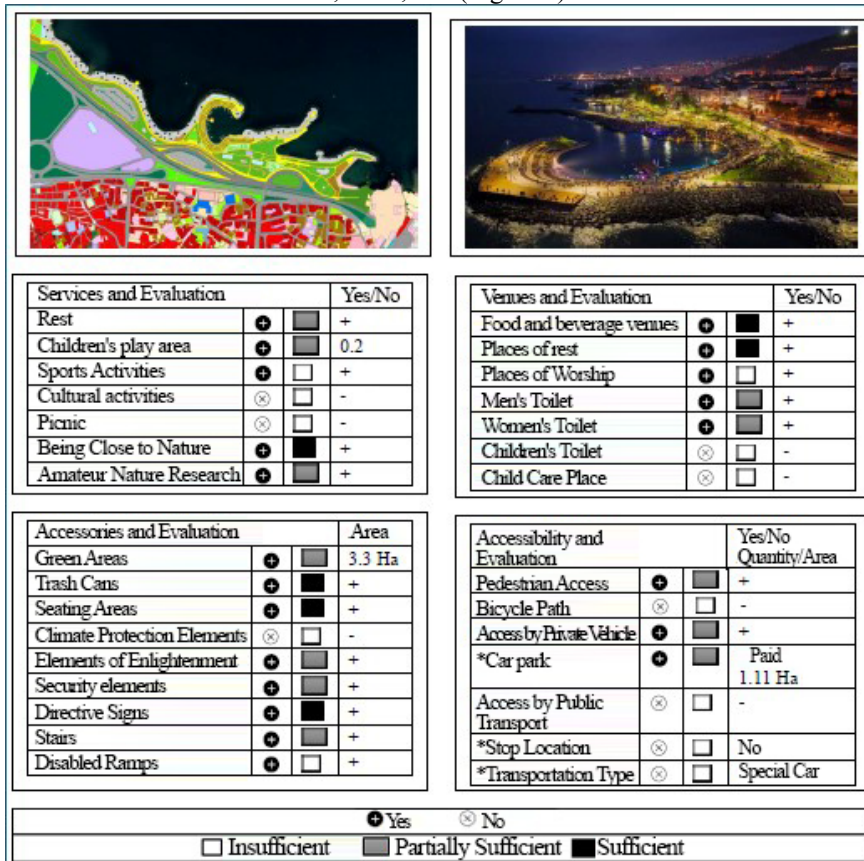 Services and Evaluation Yes/No
Rest +
Children's play area 0.2
Sports Activities +
Cultural activities -
Picnic -
Being Close to Nature +
Amateur Nature Research +
Venues and Evaluation Yes/No
Food and beverage venues +
Places of rest +
Places of Worship +
Men's Toilet +
Women's Toilet +
Children's Toilet -
Child Care Place -
Accessories and Evaluation Area
Green Areas 3.3 Ha
Trash Cans +
Seating Areas +
Climate Protection Elements -
Elements of Enlightenment +
Security elements +
Directive Signs +
Stairs +
Disabled Ramps +
Accessibility and Yes/No
Evaluation Quantity/Area
Pedestrian Access +
Bicycle Path -
Access by Private Vehicle +
*Car park Paid
1.11 Ha
Access by Public -
Transport
*Stop Location No
*Transportation Type Special Car
Yes No
Insufficient Partially Sufficient Sufficient